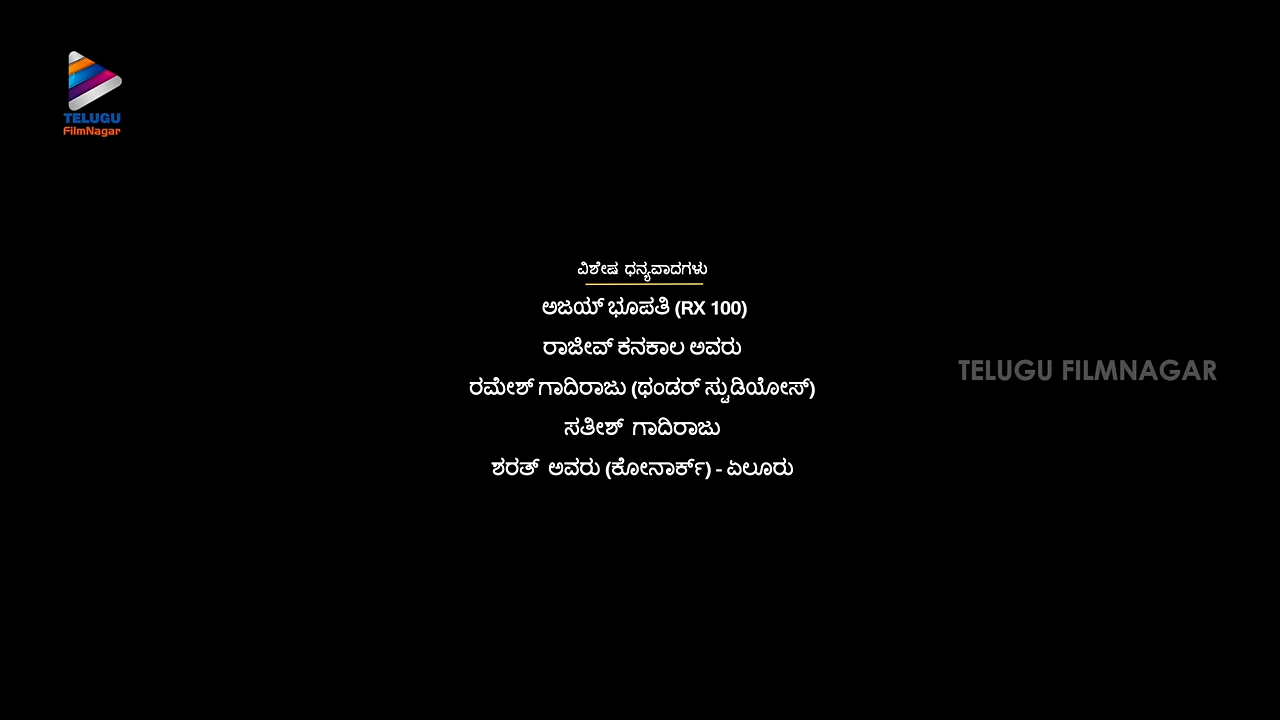 TELUGU
FilmNagar
ವಿಶೇಷ ಧನ್ಯವಾದಗಳು
ಅಜಯ್ ಭೂಪತಿ (RX 100)
ರಾಜೀವ್ ಕನಕಾಲ ಅವರು
ರಮೇಶ್ ಗಾದಿರಾಜು (ಥಂಡರ್ ಸ್ಟುಡಿಯೋಸ್)
TELUGU FILMNAGAR
ಸತೀಶ್ ಗಾದಿರಾಜು
ಶರತ್ ಅವರು (ಕೋನಾರ್ಕ್) - ಏಲೂರು